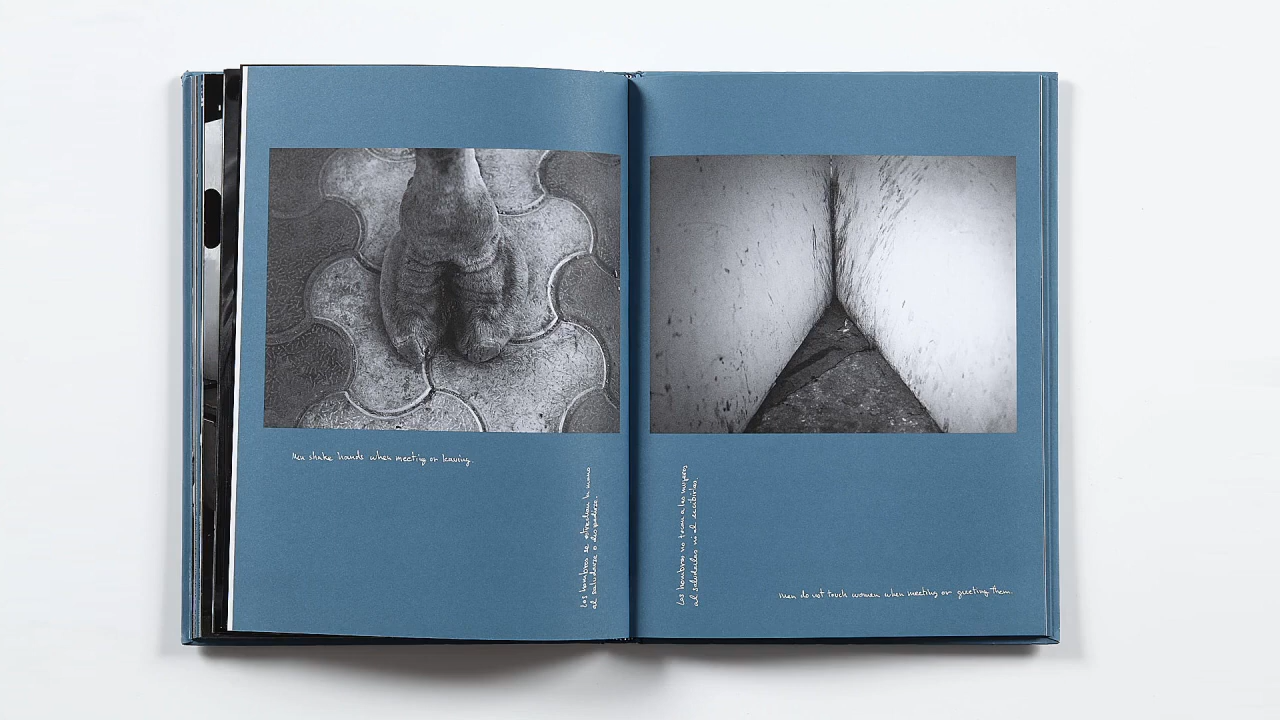 Men shake hands when meeting or leaving.
Los hombres se estrechan la mano
al saludarse o despedirse.
Los hombres no tocan a las mujeres
al saludarlas ni al recibirlas.
Men do not touch women when meeting or greeting them.